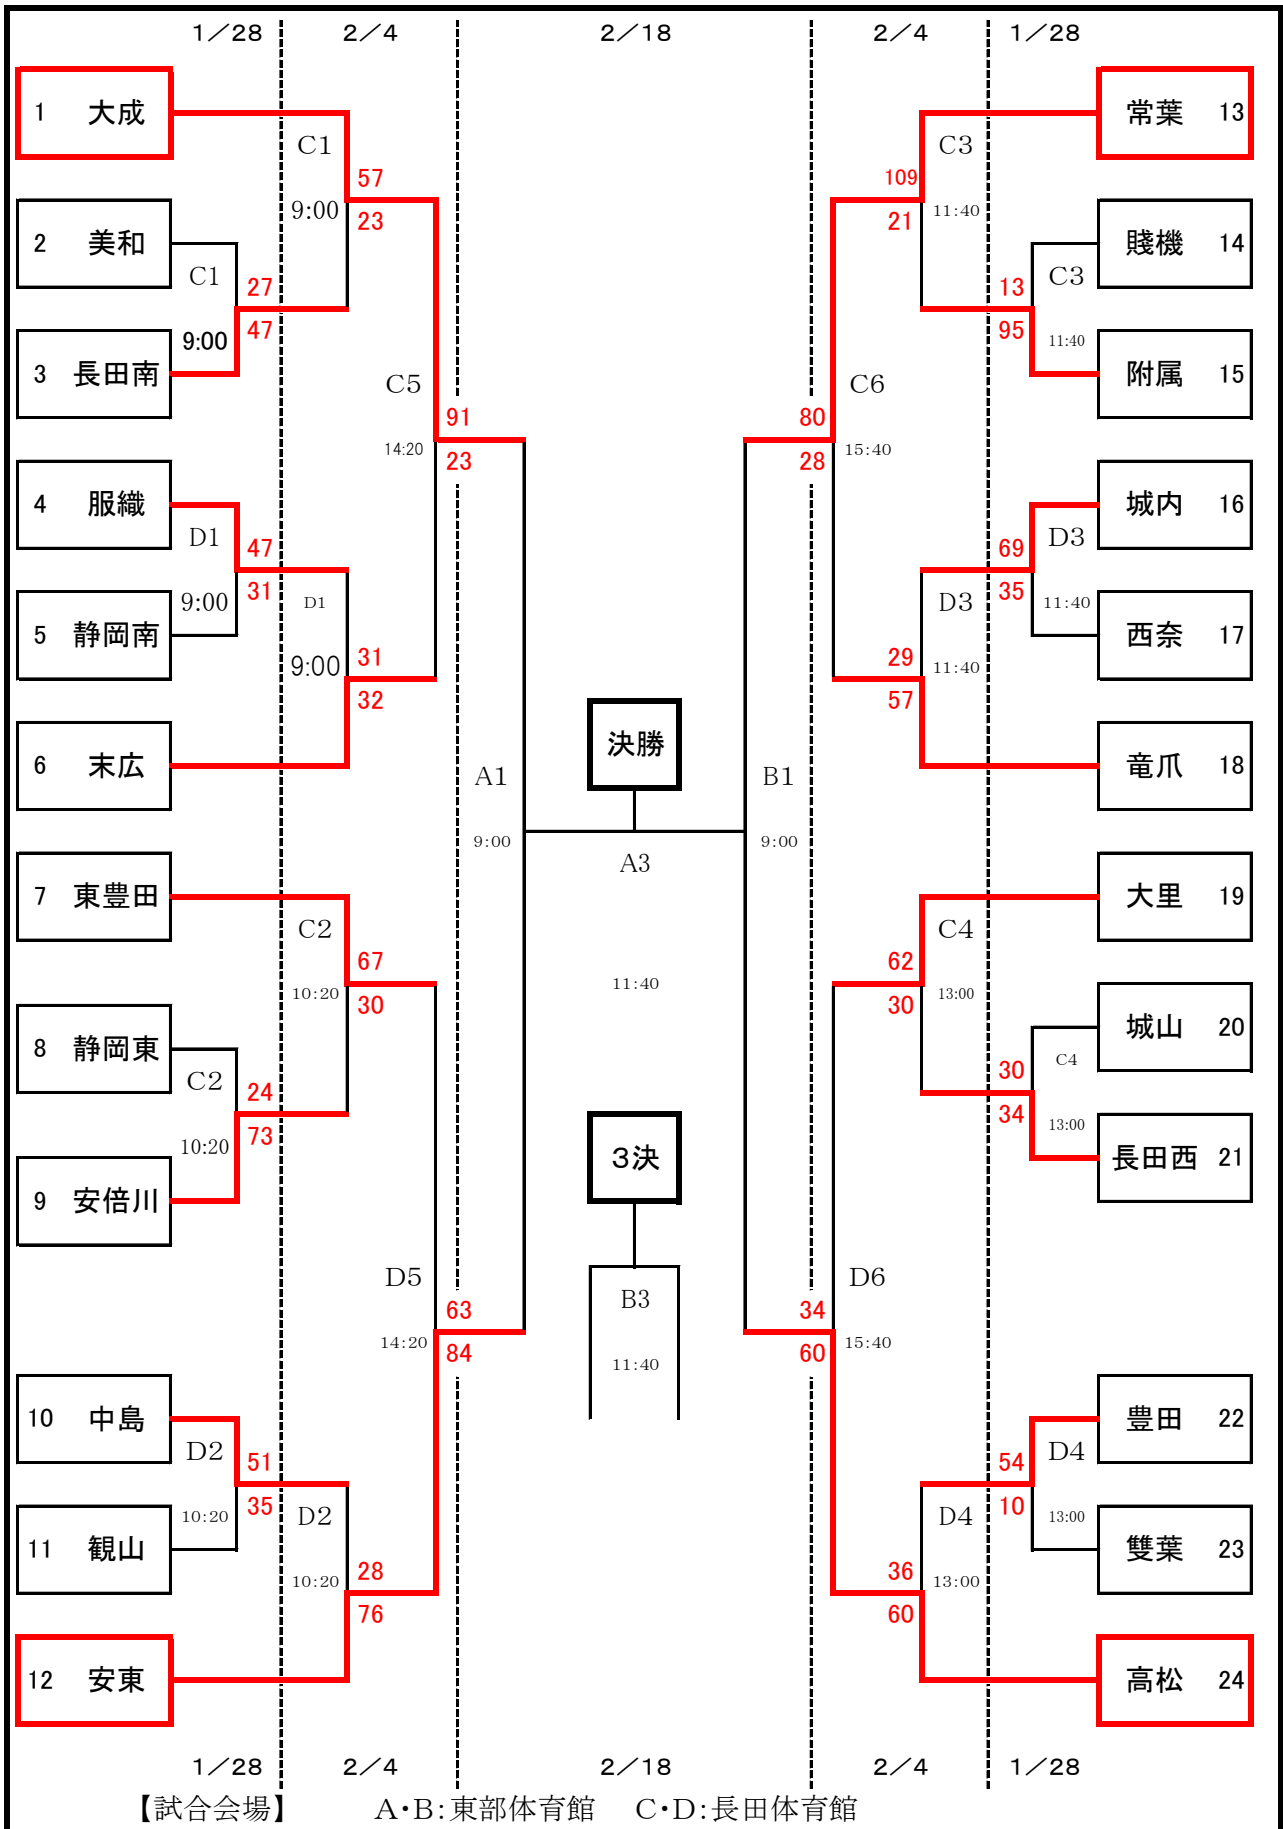 1／28 2／4 2／18 2／4 1／28
1 大成
常葉 13
C1
C3
57
109
9:00
11:40
23
21
2 美和
賤機 14
C1
C3
27
13
9:00
11:40
47
95
3 長田南
附属 15
C5
C6
91
80
14:20
15:40
23
28
4 服織
城内 16
D1
D3
47
69
9:00
11:40
31
35
D1
D3
5 静岡南
西奈 17
9:00
11:40
31
29
32
57
6 末広
竜爪 18
決勝
A1
B1
9:00
9:00
A3
11:40
7 東豊田
大里 19
C2
C4
67
62
10:20
13:00
30
30
8 静岡東
城山 20
C2
C4
24
30
10:20
13:00
73
34
9 安倍川
長田西 21
3決
D5
D6
63
34
14:20
15:40
84
60
B3
11:40
10 中島
豊田 22
D2
D4
51
54
10:20
13:00
35
10
D2
D4
11 観山
雙葉 23
28
36
10:20
13:00
76
60
12 安東
高松 24
1／28 2／4 2／18 2／4 1／28
【試合会場】 A・B：東部体育館 C・D：長田体育館